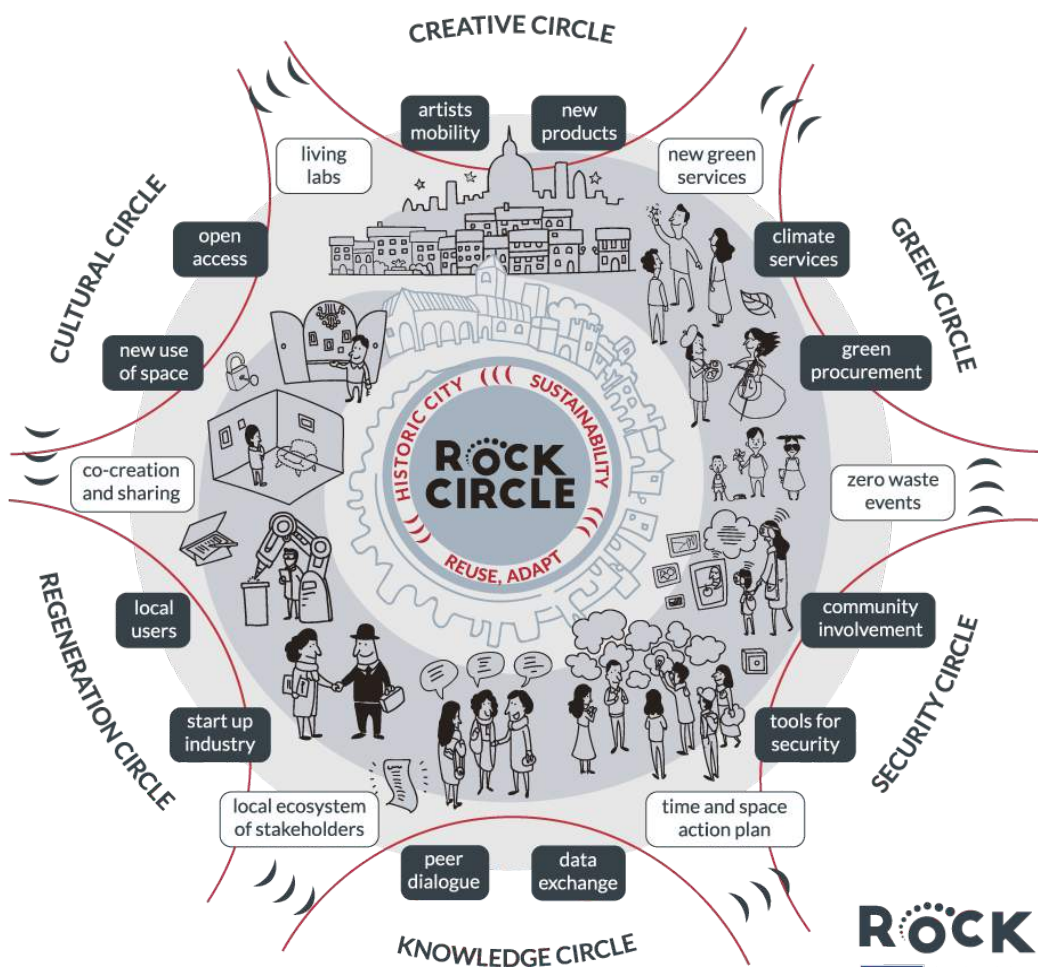 CREATIVE CIRCLE
artists
mobility
new
products
living
labs
new green
services
CULTURAL CIRCLE
open
access
climate
services
GREEN CIRCLE
new use
of space
green
procurement
HISTORIC CITY
SUSTAINABILITY
ROCK
CIRCLE
REUSE, ADAPT
co-creation
and sharing
zero waste
events
REGENERATION CIRCLE
local
users
community
involvement
SECURITY CIRCLE
start up
industry
tools for
security
local ecosystem
of stakeholders
time and space
action plan
peer
dialogue
data
exchange
KNOWLEDGE CIRCLE
ROCK